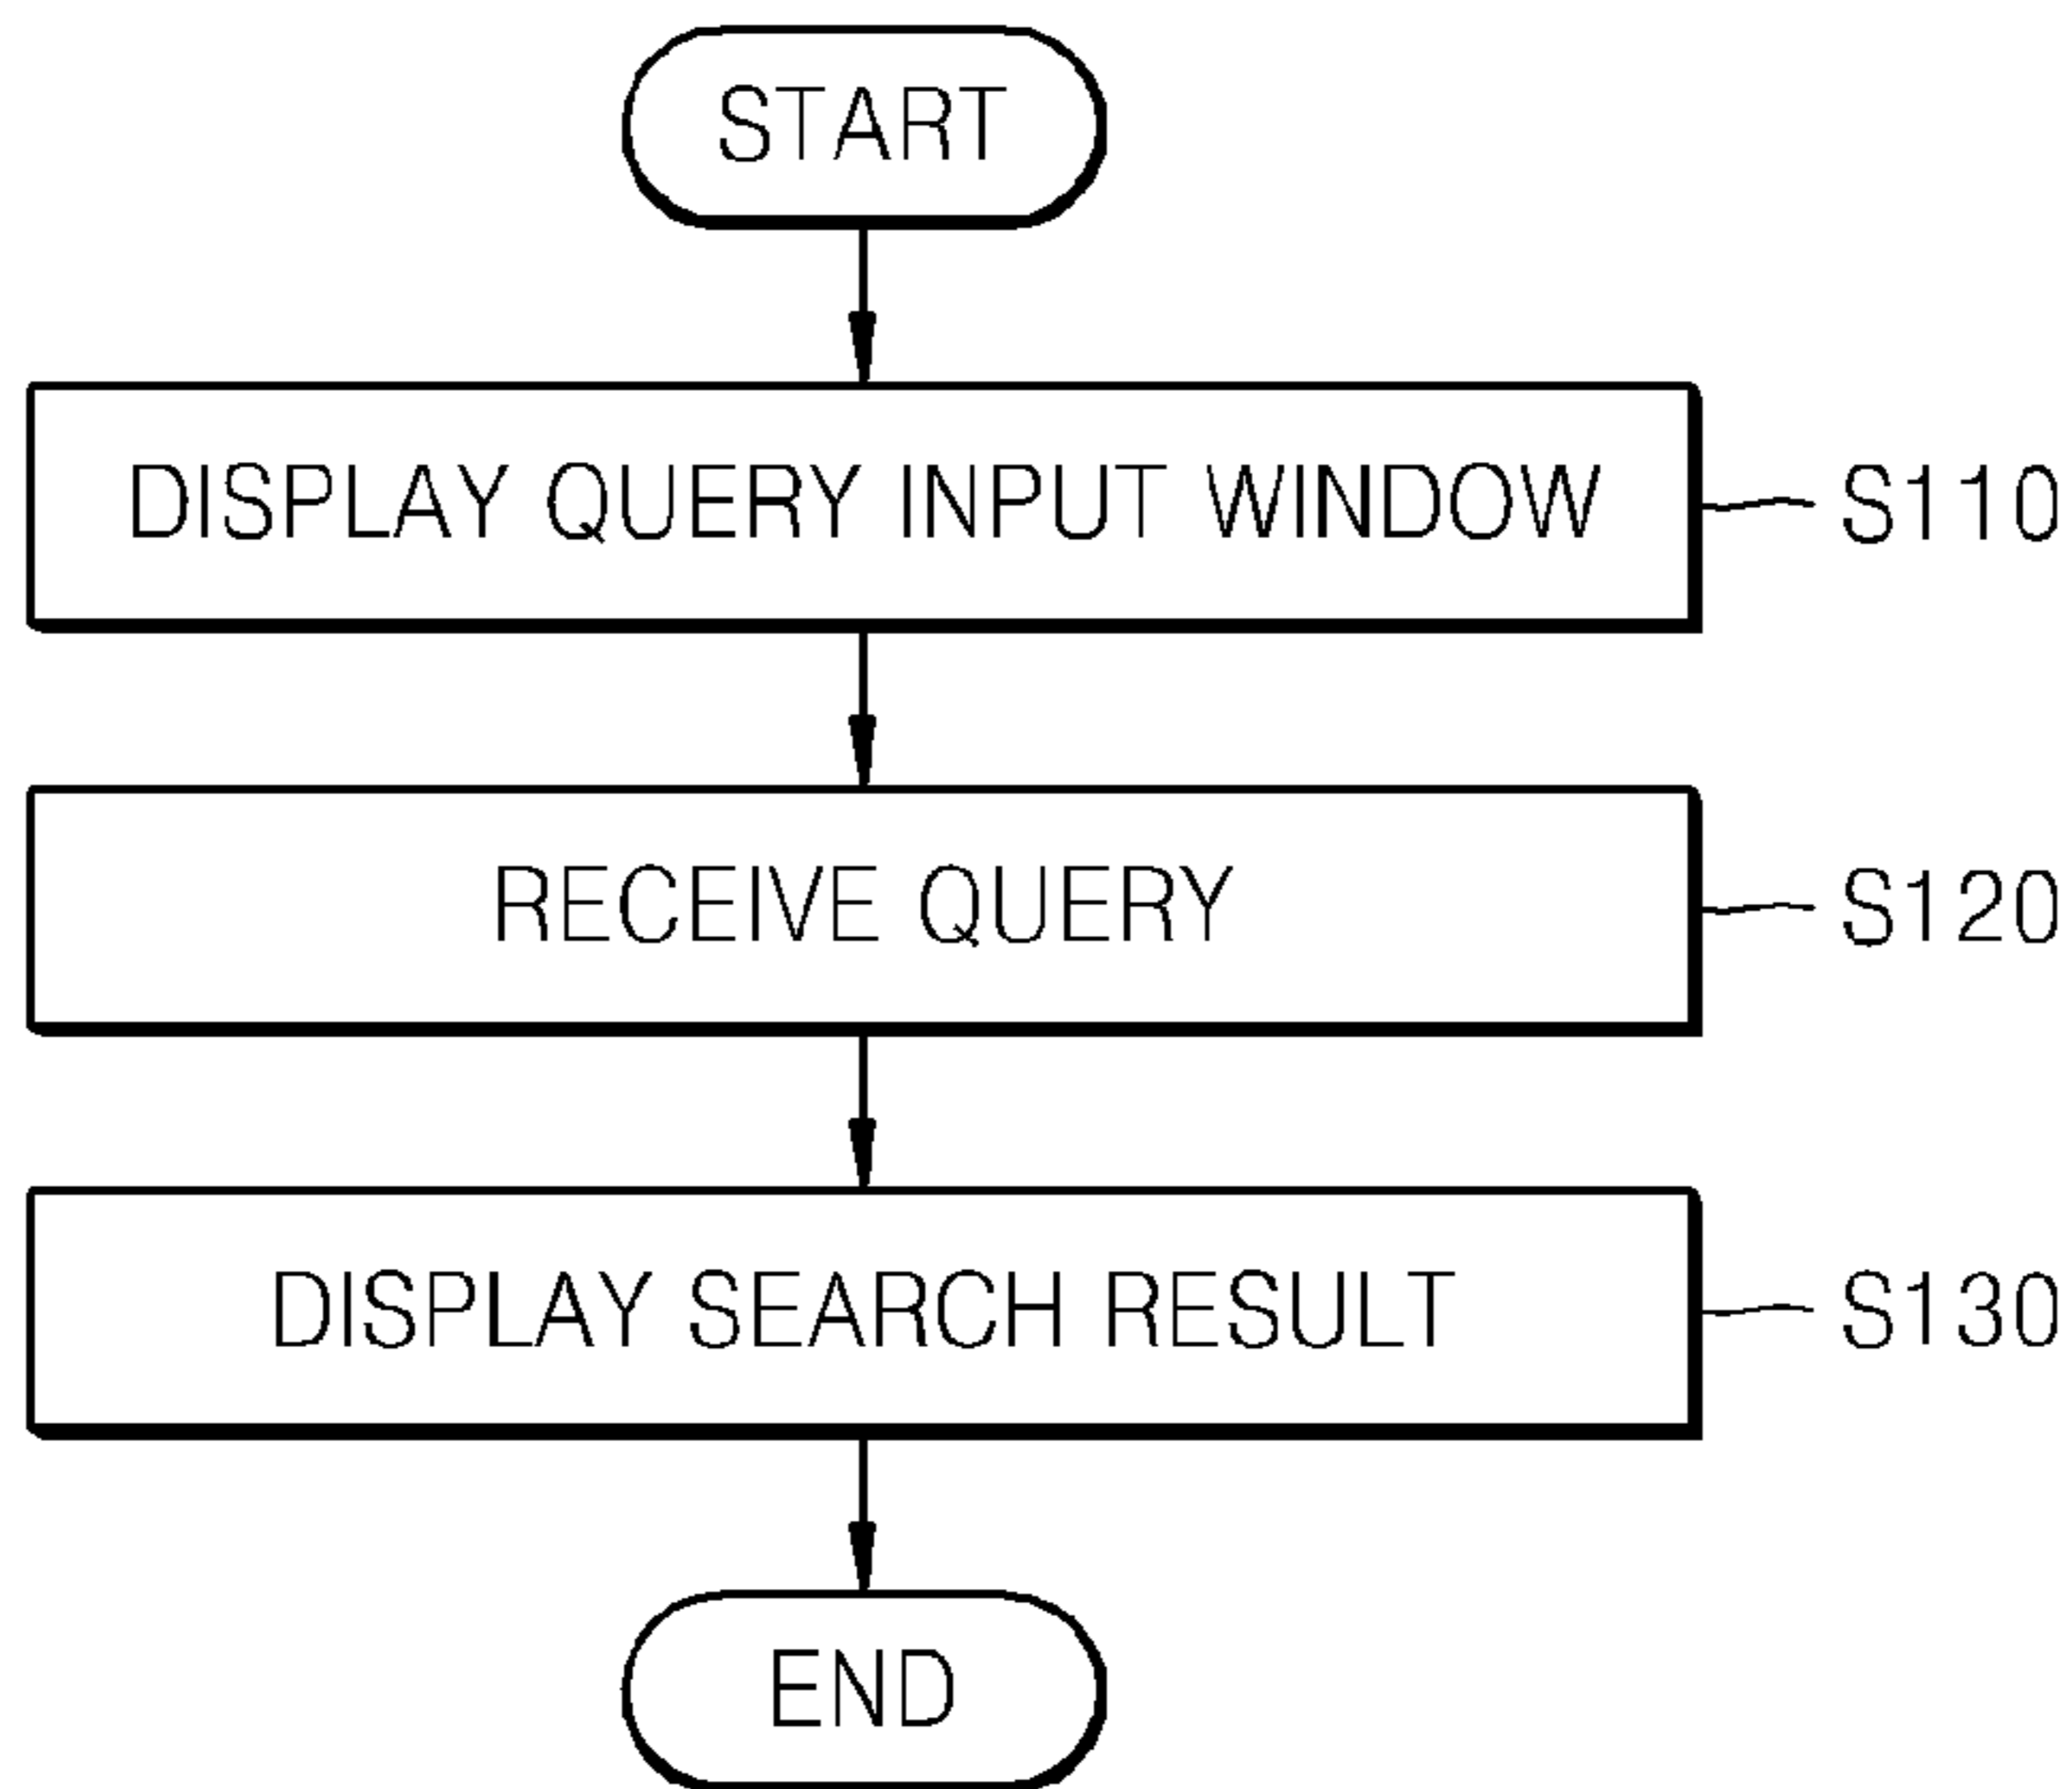 START
DISPLAY QUERY INPUT WINDOW
S110
RECEIVE QUERY
S120
DISPLAY SEARCH RESULT
S130
END